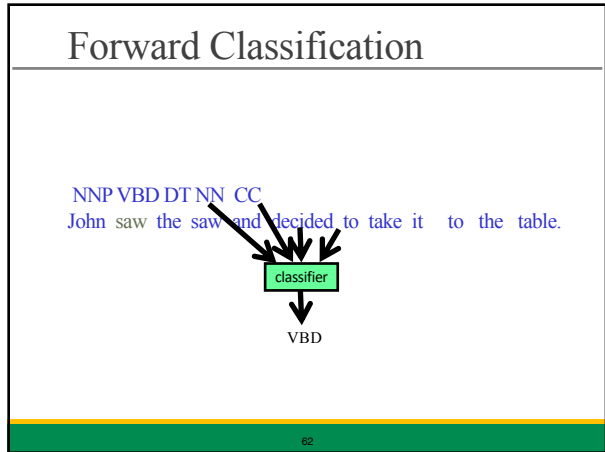 Forward Classification
NNP VBD DT NN CC
John saw the saw and decided to take it to the table.
classifier
VBD
62